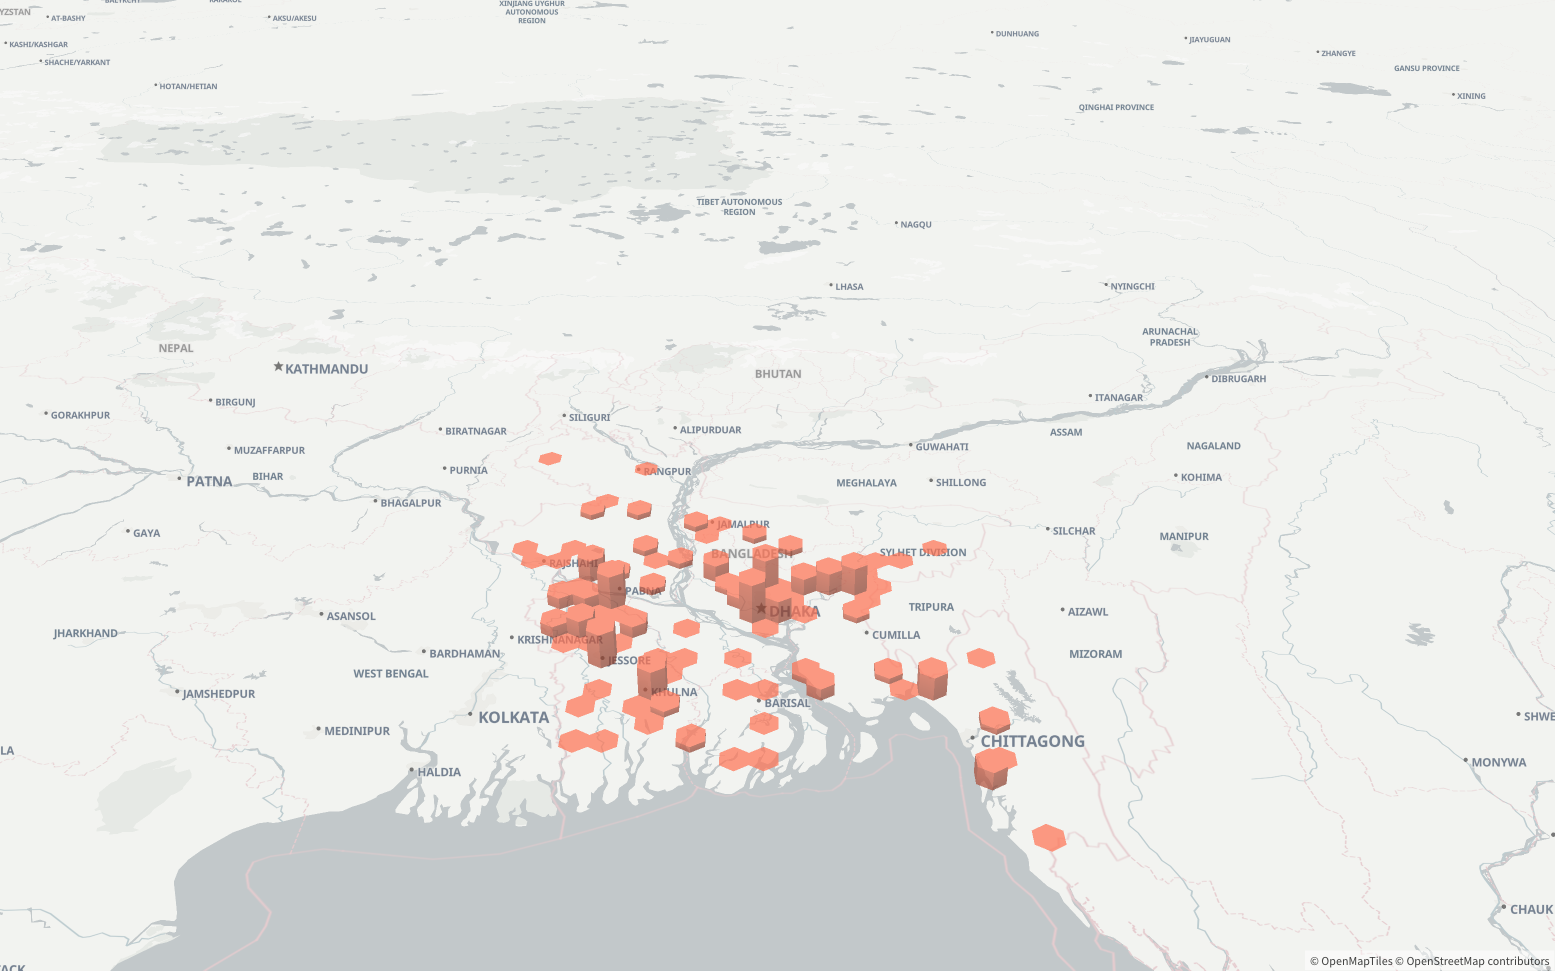 XINJIANG UYGHUR
AUTONOMOUS
REGION
YZSTAN
AT-BASHY
AKSU/AKESU
DUNHUANG
JIAYUGUAN
KASHI/KASHGAR
ZHANGYE
SHACHE/YARKANT
GANSU PROVINCE
HOTAN/HETIAN
XINING
QINGHAI PROVINCE
TIBET AUTONOMOUS
REGION
NAGQU
LHASA
NYINGCHI
ARUNACHAL
PRADESH
NEPAL
KATHMANDU
BHUTAN
DIBRUGARH
BIRGUNJ
ITANAGAR
GORAKHPUR
SILIGURI
BIRATNAGAR
ALIPURDUAR
ASSAM
MUZAFFARPUR
GUWAHATI
NAGALAND
PURNIA
RANGPUR
BIHAR
KOHIMA
PATNA
MEGHALAYA
SHILLONG
BHAGALPUR
JAMALPUR
GAYA
SILCHAR
MANIPUR
BANGLADESH
SYLHET DIVISION
RAJSHAHI
PABNA
TRIPURA
DHAKA
AIZAWL
ASANSOL
JHARKHAND
CUMILLA
KRISHNANAGAR
BARDHAMAN
MIZORAM
JESSORE
WEST BENGAL
JAMSHEDPUR
KHULNA
BARISAL
KOLKATA
SHWE
MEDINIPUR
CHITTAGONG
LA
MONYWA
HALDIA
CHAUK
© OpenMapTiles © OpenStreetMap contributors